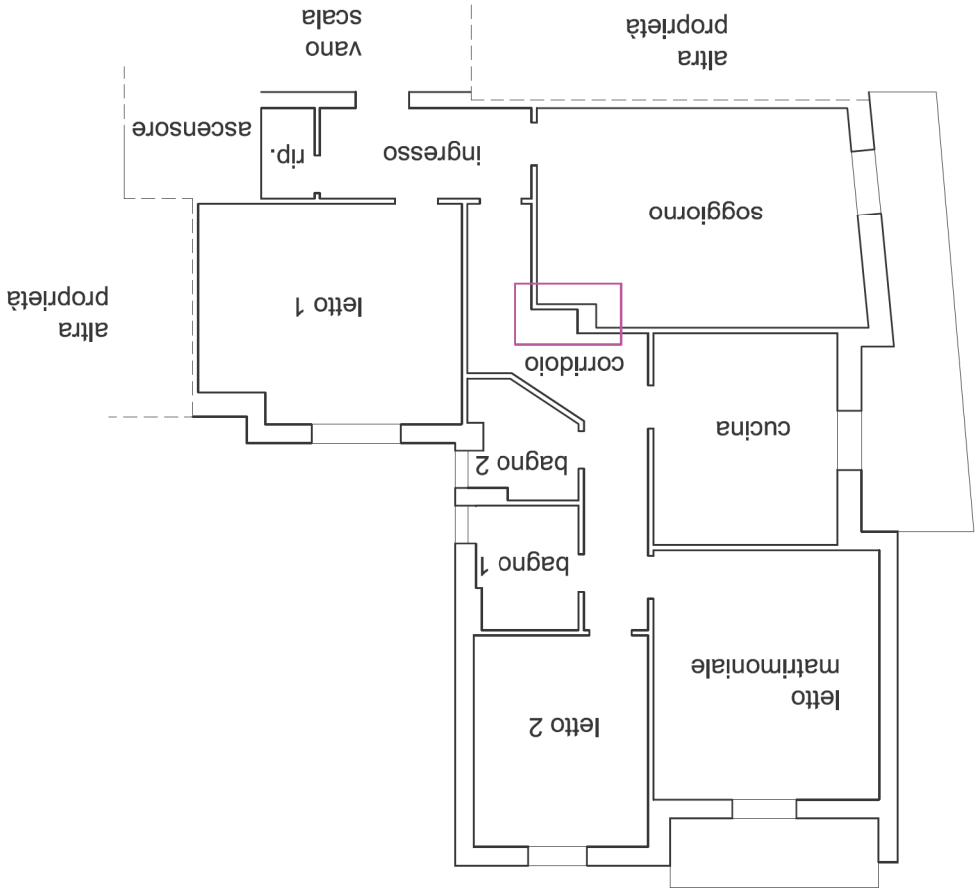 letto
matrimoniale
letto 2
bagno 1
bagno 2
cucina
corridoio
altra
proprietà
letto 1
soggiorno
ingresso
rip.
ascensore
altra
proprietà
vano
scala